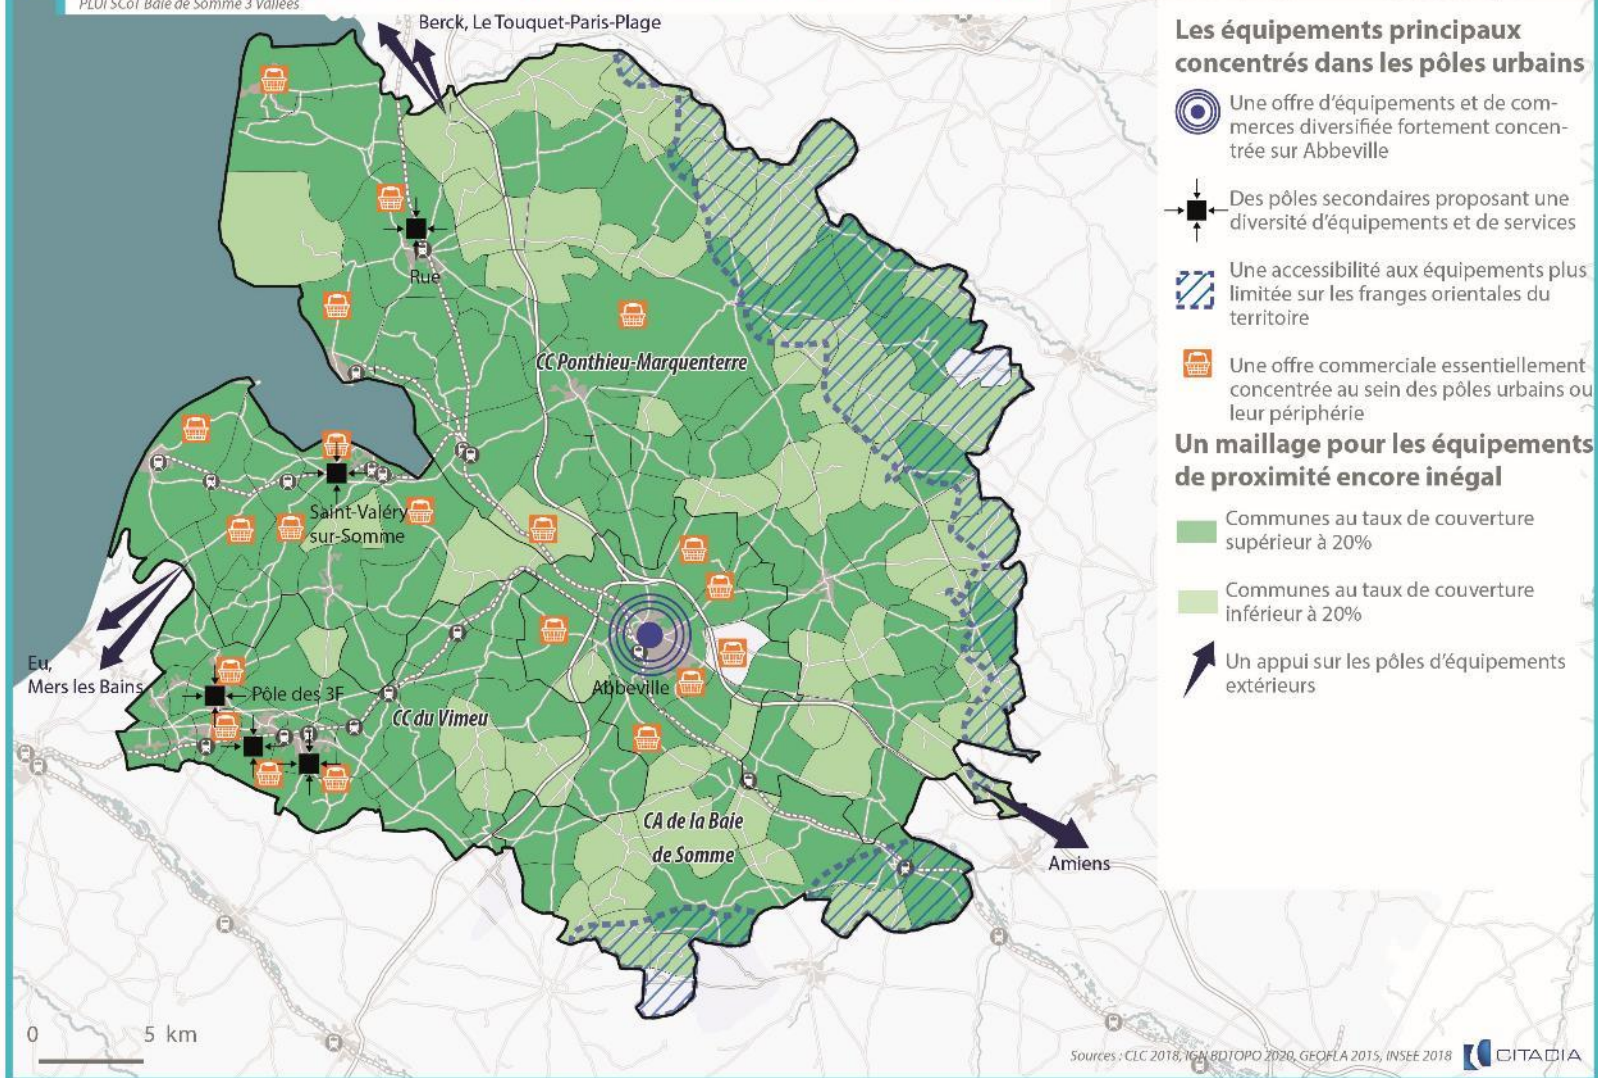 PLUi SCoT Baie de Somme 3 Vallées
Berck, Le Touquet-Paris-Plage
Rue
CC Ponthieu-Marquenterre
Saint-Valéry
sur-Somme
Eu,
Mers les Bains
Pôle des 3F
CC du Vimeu
Abbeville
CA de la Baie
de Somme
Amiens
0 5 km
Les équipements principaux
concentrés dans les pôles urbains
Une offre d'équipements et de com-
merces diversifiée fortement concen-
trée sur Abbeville
Des pôles secondaires proposant une
diversité d'équipements et de services
Une accessibilité aux équipements plus
limitée sur les franges orientales du
territoire
Une offre commerciale essentiellement
concentrée au sein des pôles urbains ou
leur périphérie
Un maillage pour les équipements
de proximité encore inégal
Communes au taux de couverture
supérieur à 20%
Communes au taux de couverture
inférieur à 20%
Un appui sur les pôles d'équipements
extérieurs
Sources : CLC 2018, IGN BDTOPO 2020, GEOFLA 2015, INSEE 2018
CITADIA